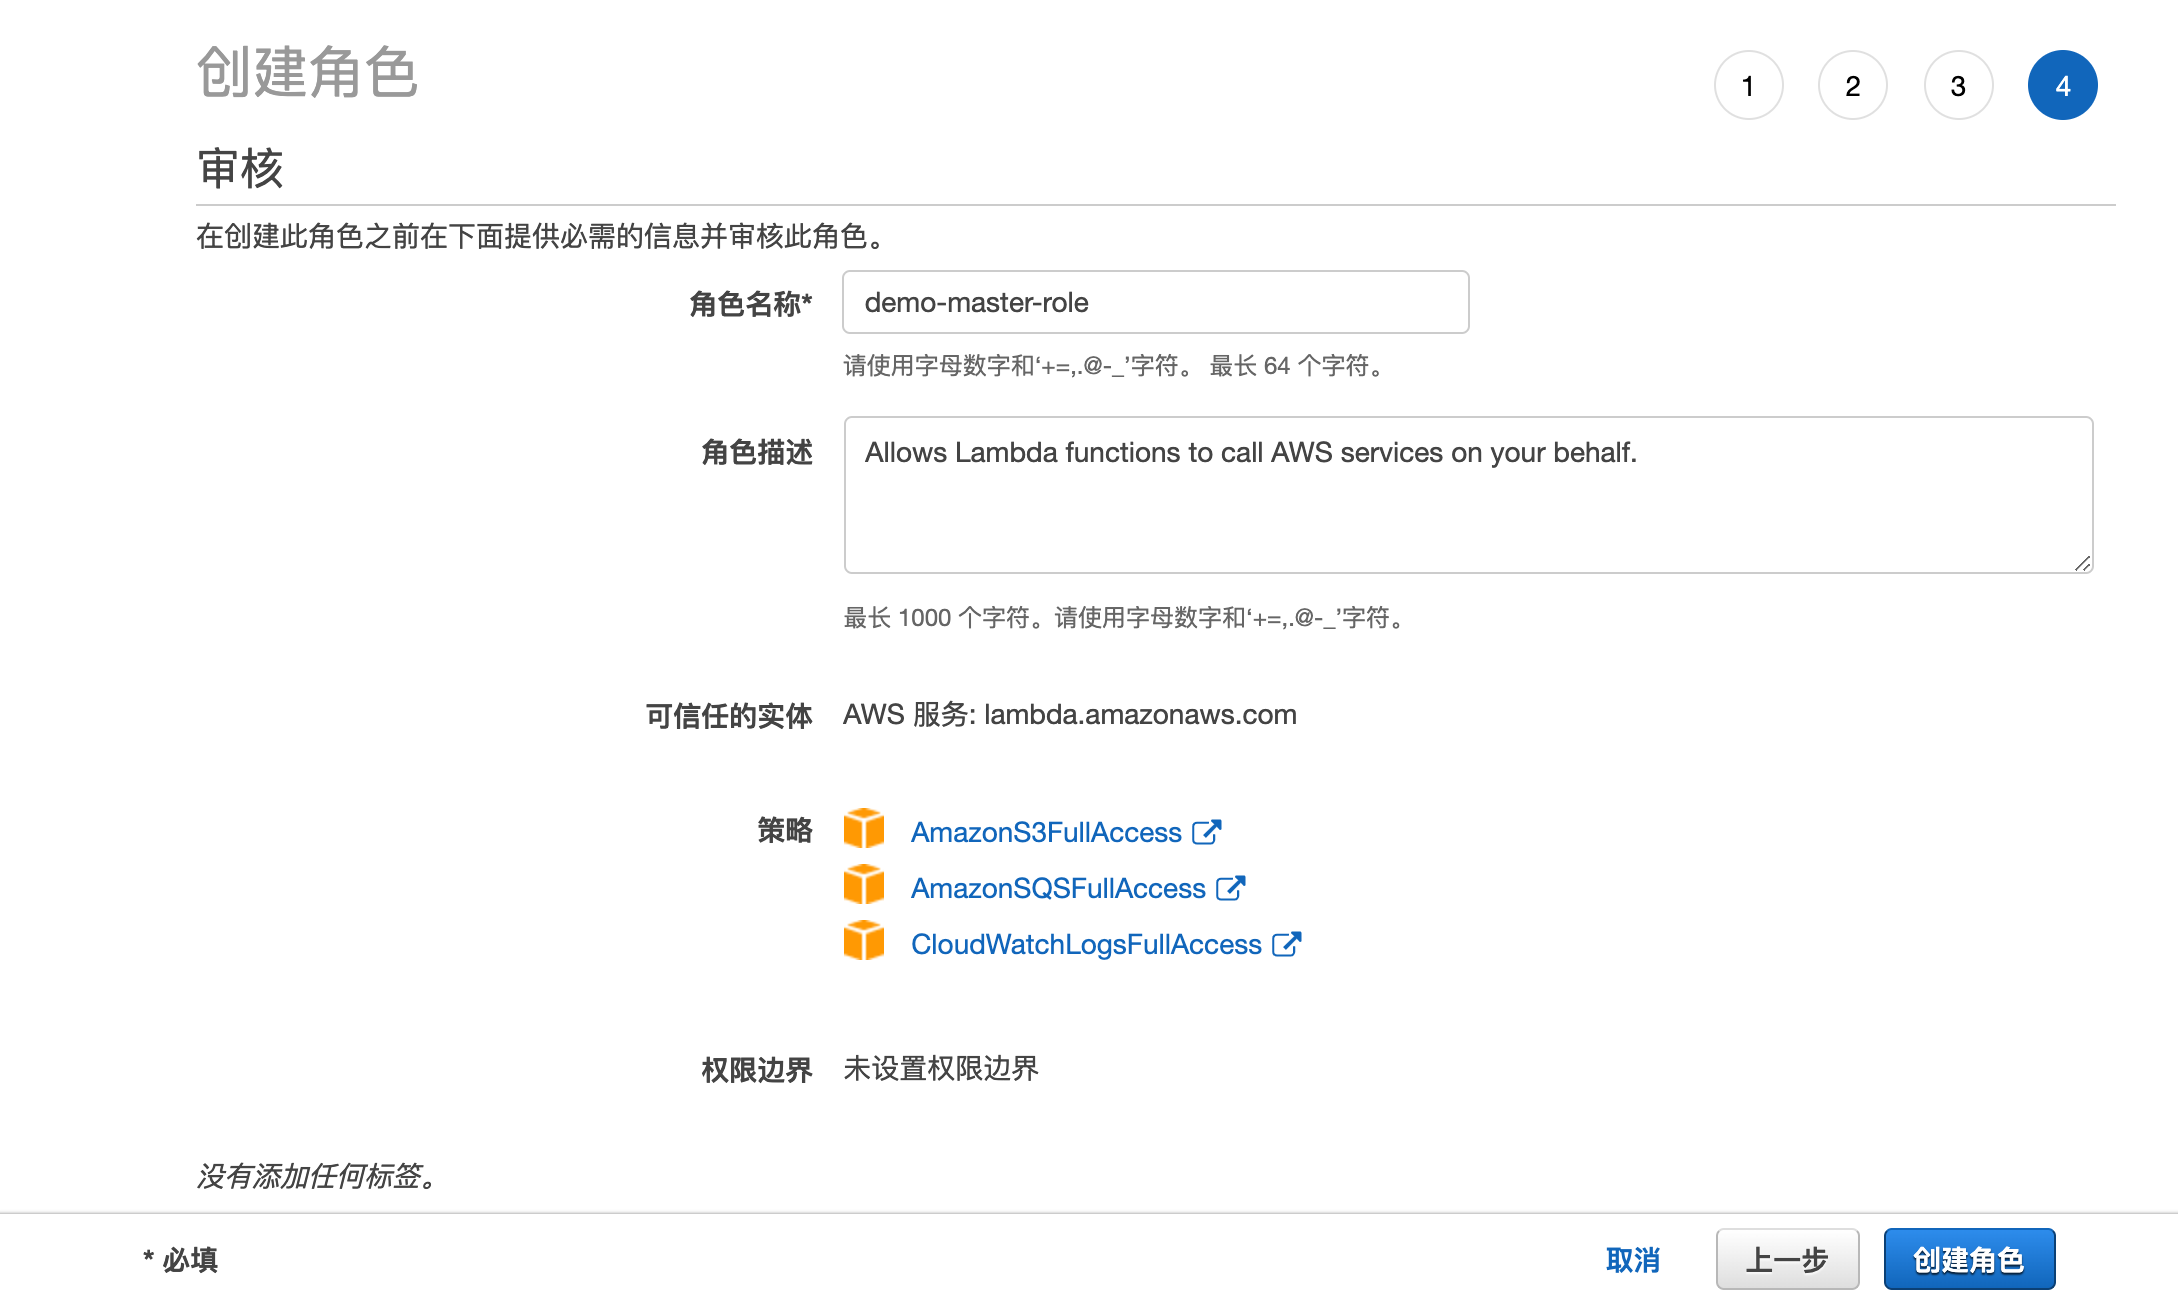 创建角色
1 2 3 4
审核
在创建此角色之前在下面提供必需的信息并审核此角色。
角色名称* demo-master-role
请使用字母数字和‘+=,.@-_’字符。 最长 64 个字符。
角色描述 Allows Lambda functions to call AWS services on your behalf.
最长 1000 个字符。请使用字母数字和‘+=,.@-_’字符。
可信任的实体 AWS 服务: lambda.amazonaws.com
策略 AmazonS3FullAccess
AmazonSQSFullAccess
CloudWatchLogsFullAccess
权限边界 未设置权限边界
没有添加任何标签。
* 必填 取消 上一步 创建角色